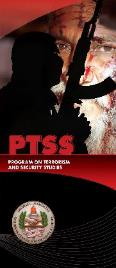 PTSS
PROGRAM ON TERRORISM
AND SECURITY STUDIES